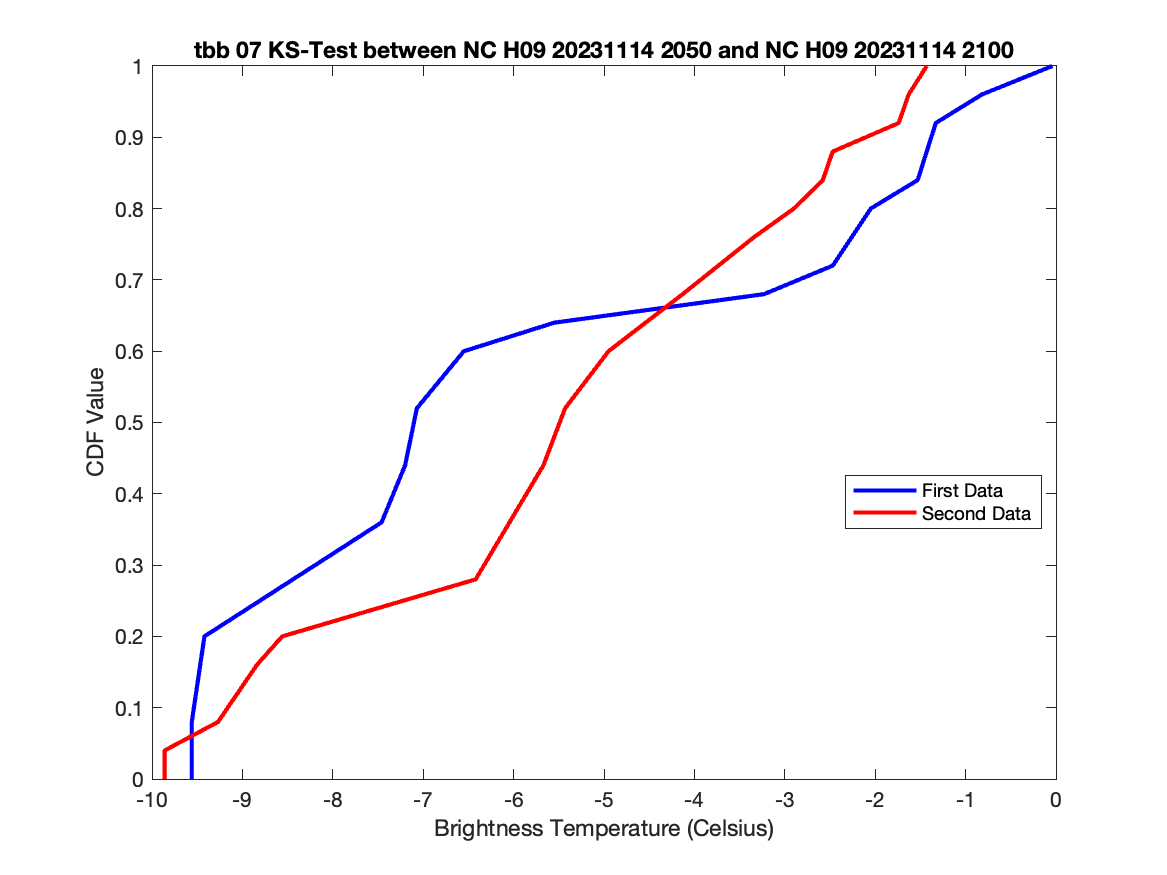 tbb 07 KS-Test between NC H09 20231114 2050 and NC H09 20231114 2100
1
0.9
0.8
0.7
0.6
0.5
0.4
0.3
0.2
0.1
0
CDF Value
First Data
Second Data
-10 -9 -8 -7 -6 -5 -4 -3 -2 -1 0
Brightness Temperature (Celsius)